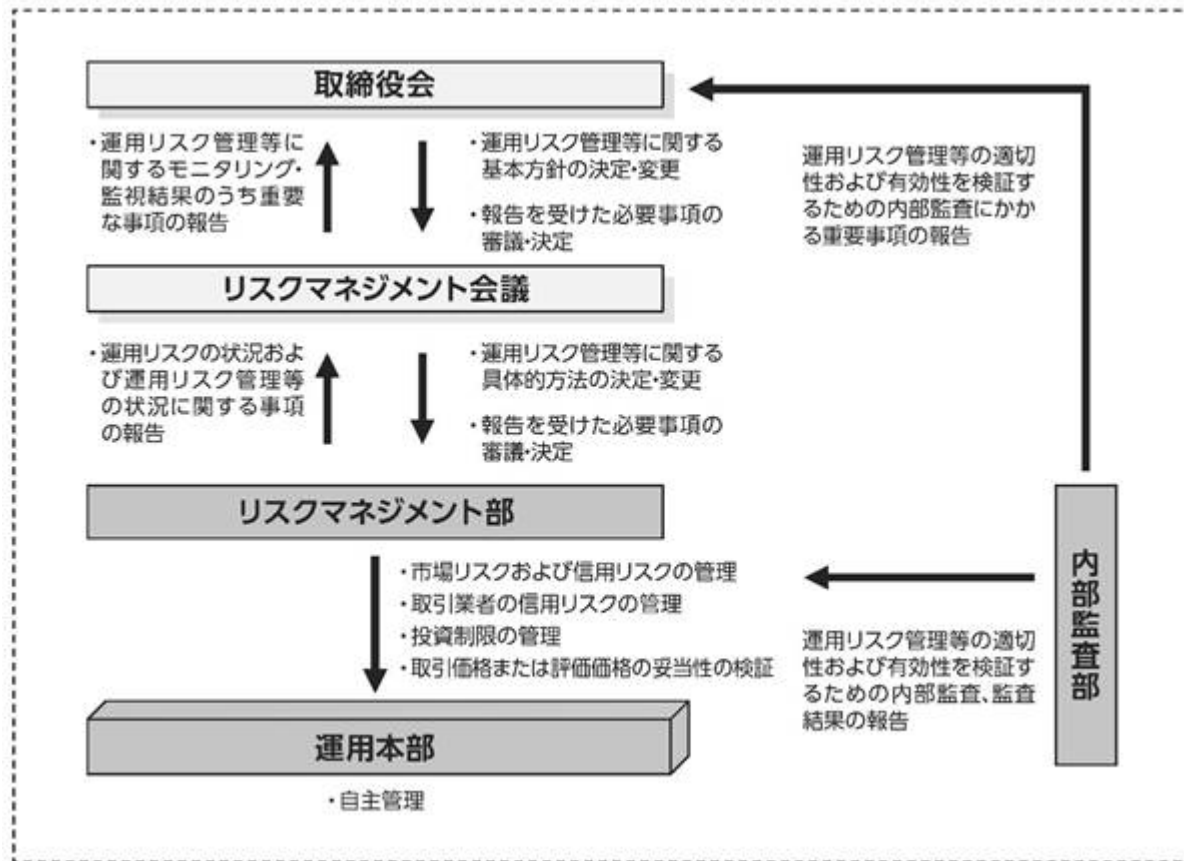 取締役会
・運用リスク管理等に
関するモニタリング・
監視結果のうち重要
な事項の報告
・運用リスク管理等に関する
基本方針の決定・変更
・報告を受けた必要事項の
審議・決定
運用リスク管理等の適切
性および有効性を検証す
るための内部監査にかか
る重要事項の報告
リスクマネジメント会議
・運用リスクの状況およ
び運用リスク管理等
の状況に関する事項
の報告
・運用リスク管理等に関する
具体的方法の決定・変更
・報告を受けた必要事項の
審議・決定
リスクマネジメント部
・市場リスクおよび信用リスクの管理
・取引業者の信用リスクの管理
・投資制限の管理
・取引価格または評価価格の妥当性の検証
内部監査部
運用リスク管理等の適切
性および有効性を検証す
るための内部監査、監査
結果の報告
運用本部
・自主管理